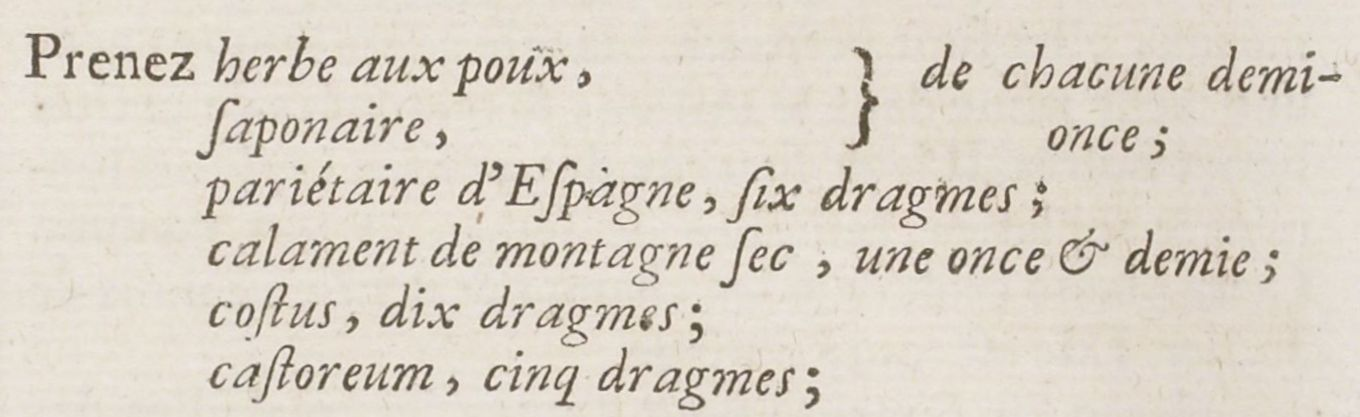 Prenez herbe aux poux, } de chacune demi-
ſaponaire, once;
pariétaire d'Eſpagne, ſix dragmes;
calament de montagne ſec, une once & demie;
coſtus, dix dragmes;
caſtoreum, cinq dragmes;